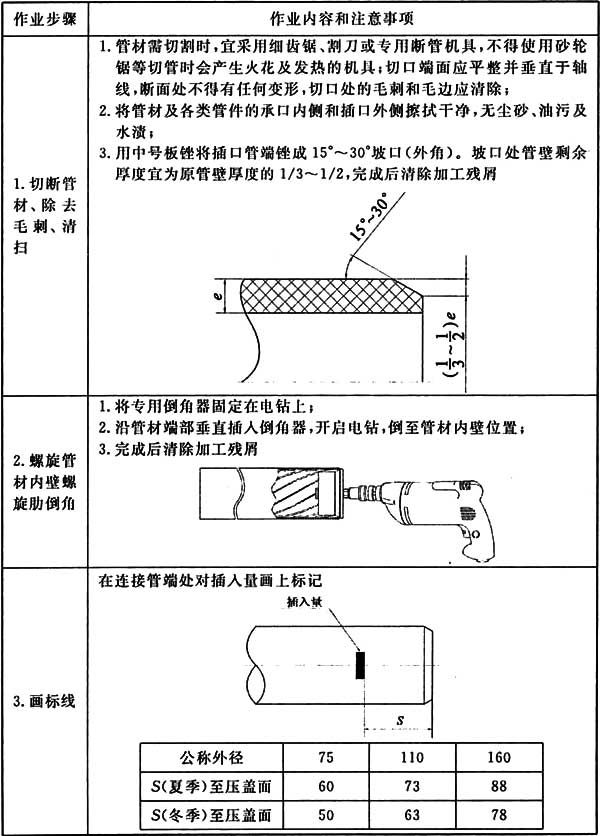 作业步骤 作业内容和注意事项
1.切断管
材、除去
毛刺、清
扫
1.管材需切割时,宜采用细齿锯、割刀或专用断管机具,不得使用砂轮
锯等切管时会产生火花及发热的机具;切口端面应平整并垂直于轴
线,断面处不得有任何变形,切口处的毛刺和毛边应清除;
2.将管材及各类管件的承口内侧和插口外侧擦拭干净,无尘砂、油污及
水渍;
3.用中号板锉将插口管端锉成15°~30°坡口(外角)。坡口处管壁剩余
厚度宜为原管壁厚度的1/3~1/2,完成后清除加工残屑
15°~30°
e
(1/3~1/2)e
2.螺旋管
材内壁螺
旋肋倒角
1.将专用倒角器固定在电钻上;
2.沿管材端部垂直插入倒角器,开启电钻,倒至管材内壁位置;
3.完成后清除加工残屑
3.画标线
在连接管端处对插入量画上标记
插入量
S
公称外径 75 110 160
S(夏季)至压盖面 60 73 88
S(冬季)至压盖面 50 63 78